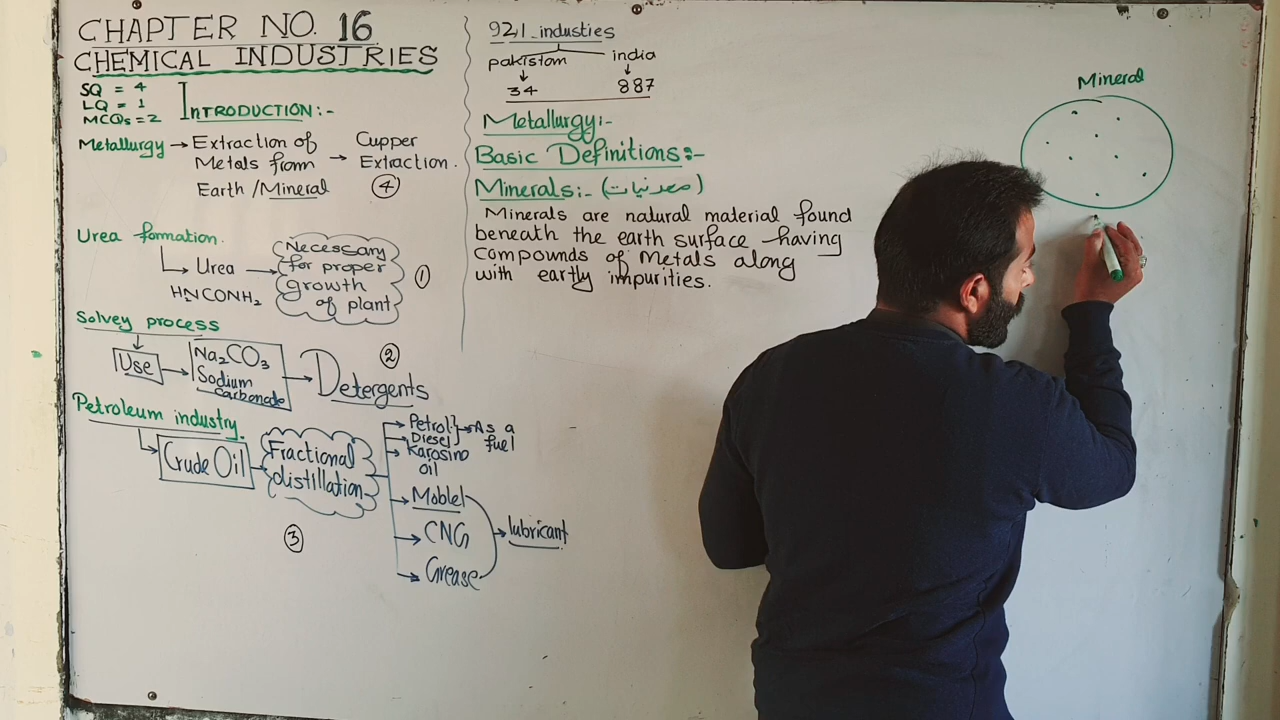 CHAPTER NO. 16
CHEMICAL INDUSTRIES
SQ = 4
LQ = 1
MCQs = 2
INTRODUCTION:-
Metallurgy → Extraction of
Metals from
Earth / Mineral
→ Cupper
Extraction.
④
Urea formation.
Urea →
HN₂CONH₂
Necessary
for proper
growth
of plant
①
Solvey process
Use →
Na₂CO₃
Sodium
Carbonate
→ Detergents
②
Petroleum industry.
Crude Oil
Fractional
distillation
③
Petrol
Diesel
As a
fuel
Karosino
oil
Moblel
CNG
Grease
lubricant
921 industies
pakistan india
34 887
Metallurgy:-
Basic Definitions:-
Minerals:- (معدنیات)
Minerals are natural material found
beneath the earth surface having
compounds of Metals along
with eartly impurities.
Mineral